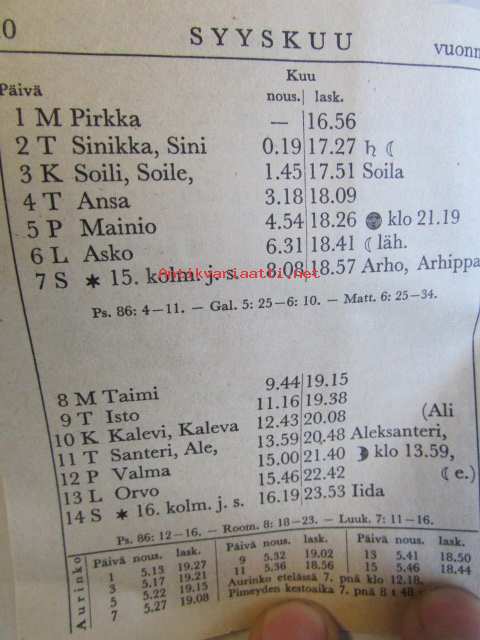 0 SYYSKUU vuonn
Kuu
Päivä nous. lask.
1 M Pirkka — 16.56
2 T Sinikka, Sini 0.19 17.27 ♄ ☾
3 K Soili, Soile, 1.45 17.51 Soila
4 T Ansa 3.18 18.09
5 P Mainio 4.54 18.26 klo 21.19
6 L Asko 6.31 18.41 ☾ läh.
7 S ✶ 15. kolm. j. s. 8.08 18.57 Arho, Arhippa
Antikvariaatti.net
Ps. 86: 4—11. — Gal. 5: 25—6: 10. — Matt. 6: 25—34.
8 M Taimi 9.44 19.15
9 T Isto 11.16 19.38
10 K Kalevi, Kaleva 12.43 20.08 (Ali
11 T Santeri, Ale, 13.59 20.48 Aleksanteri,
12 P Valma 15.00 21.40 ☽ klo 13.59,
13 L Orvo 15.46 22.42 ☾ e.)
14 S ✶ 16. kolm. j. s. 16.19 23.53 Iida
Ps. 86: 12—16. — Room. 8: 18—23. — Luuk. 7: 11—16.
Aurinko
Päivä nous. lask. Päivä nous. lask. Päivä nous. lask.
1 5.13 19.27 9 5.32 19.02 13 5.41 18.50
3 5.17 19.21 11 5.36 18.56 15 5.46 18.44
5 5.22 19.15 Aurinko etelässä 7. pnä klo 12.18.
7 5.27 19.08 Pimeyden kestoaika 7. pnä 8 t 48